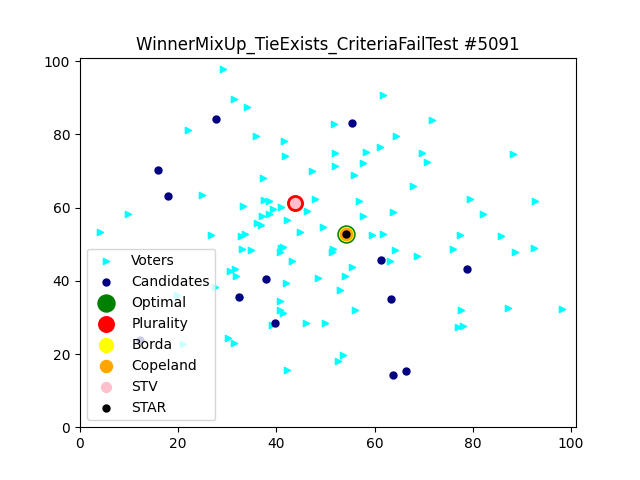 WinnerMixUp_TieExists_CriteriaFailTest #5091
100
80
60
40
20
0
0 20 40 60 80 100
Voters
Candidates
Optimal
Plurality
Borda
Copeland
STV
STAR